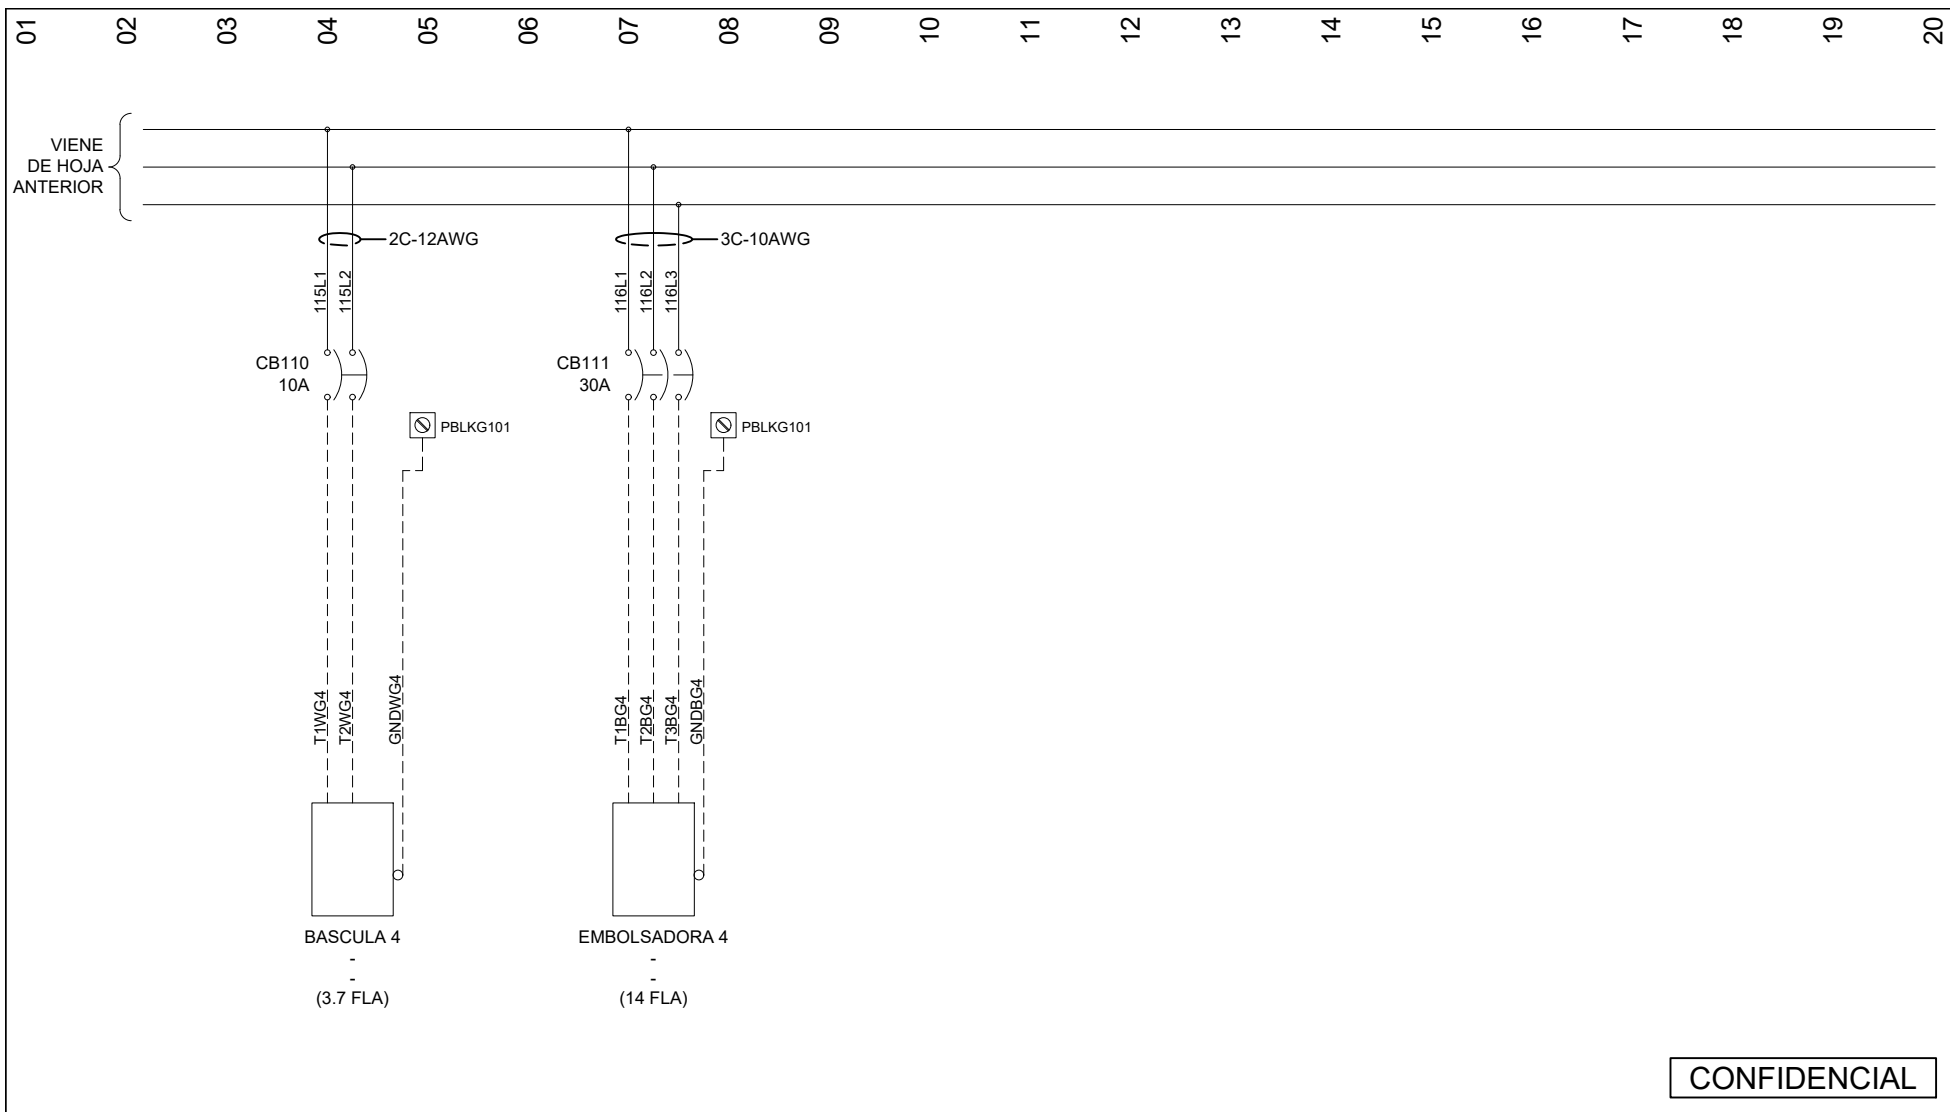 01
02
03
04
05
06
07
08
09
10
11
12
13
14
15
16
17
18
19
20
VIENE
DE HOJA
ANTERIOR
2C-12AWG
3C-10AWG
115L1
115L2
116L1
116L2
116L3
CB110
10A
CB111
30A
PBLKG101
PBLKG101
T1WG4
T2WG4
GNDWG4
T1BG4
T2BG4
T3BG4
GNDBG4
BASCULA 4
-
-
(3.7 FLA)
EMBOLSADORA 4
-
-
(14 FLA)
CONFIDENCIAL